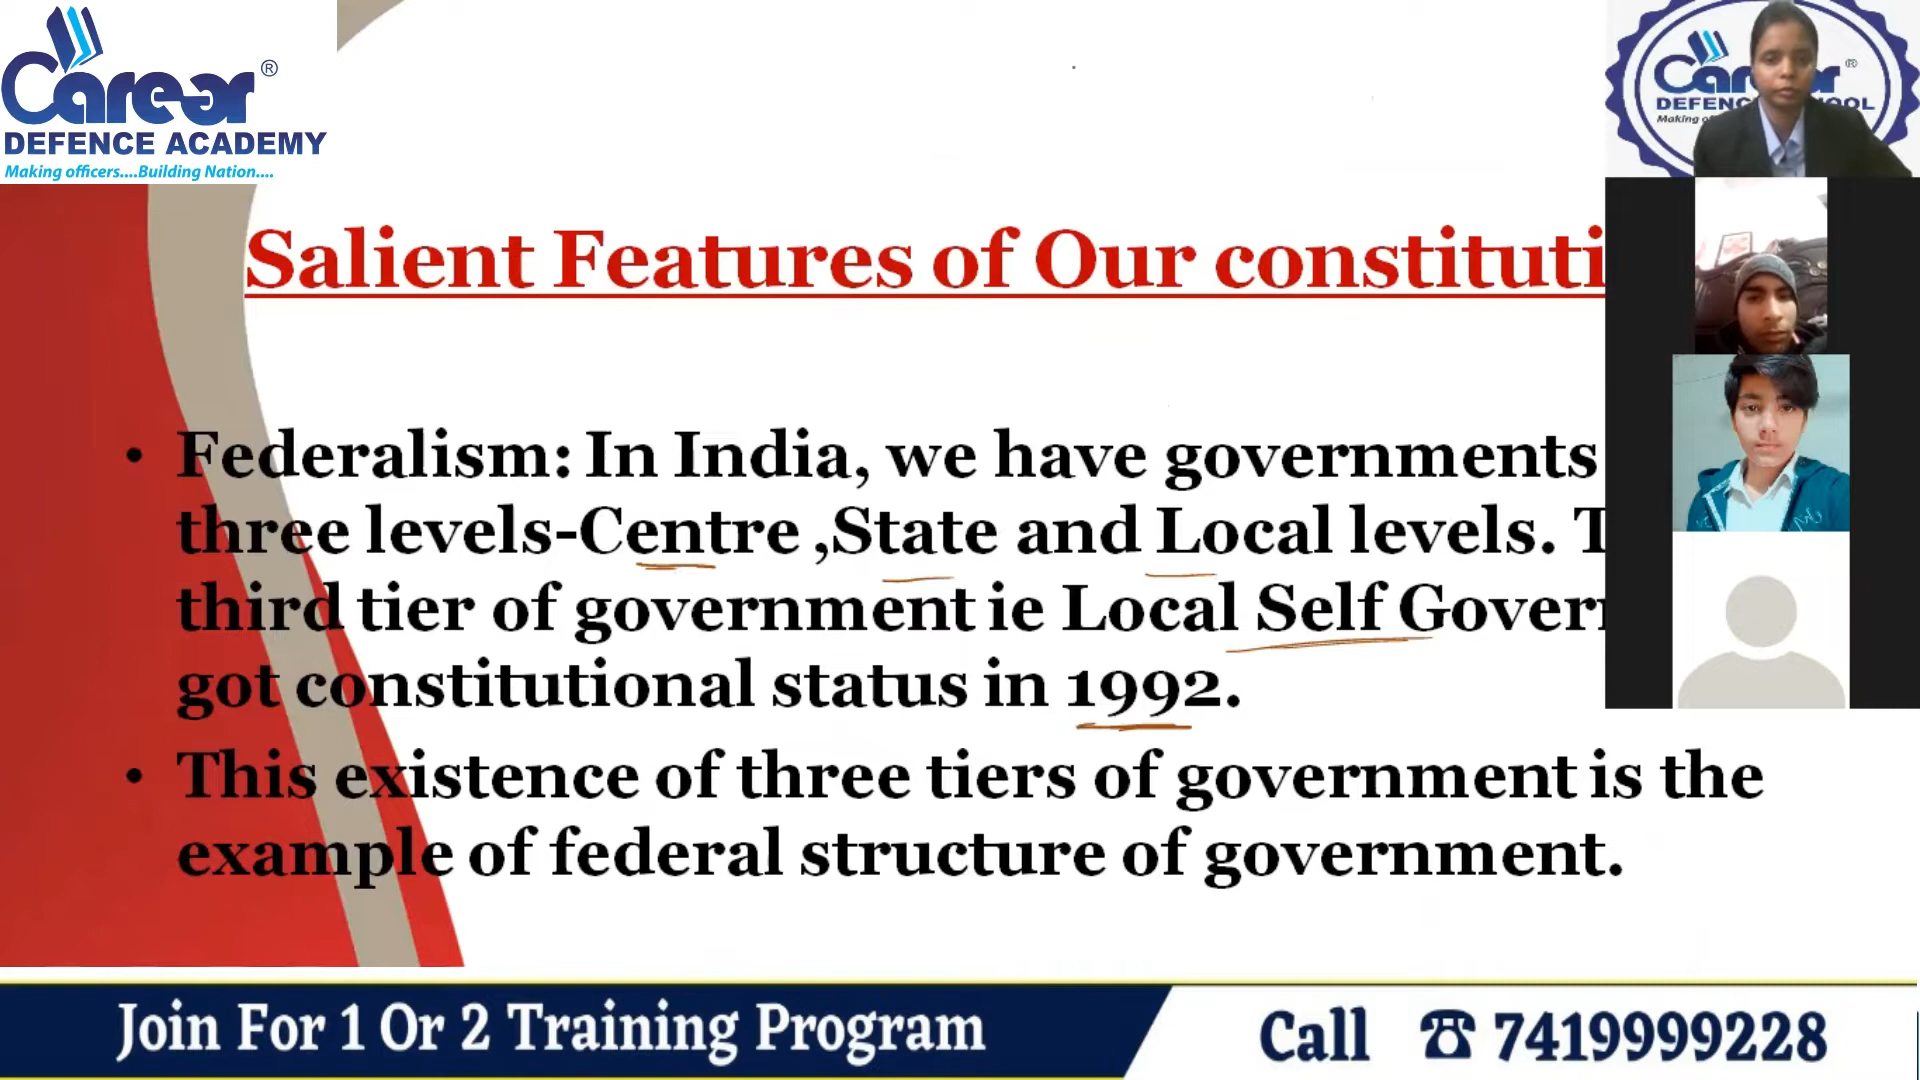 Career®
DEFENCE ACADEMY
Making officers....Building Nation....
®
DEFENC OOL
Making o
Salient Features of Our constituti
• Federalism: In India, we have governments
three levels-Centre ,State and Local levels. T
third tier of government ie Local Self Gover
got constitutional status in 1992.
• This existence of three tiers of government is the
example of federal structure of government.
Join For 1 Or 2 Training Program
Call ☎ 7419999228